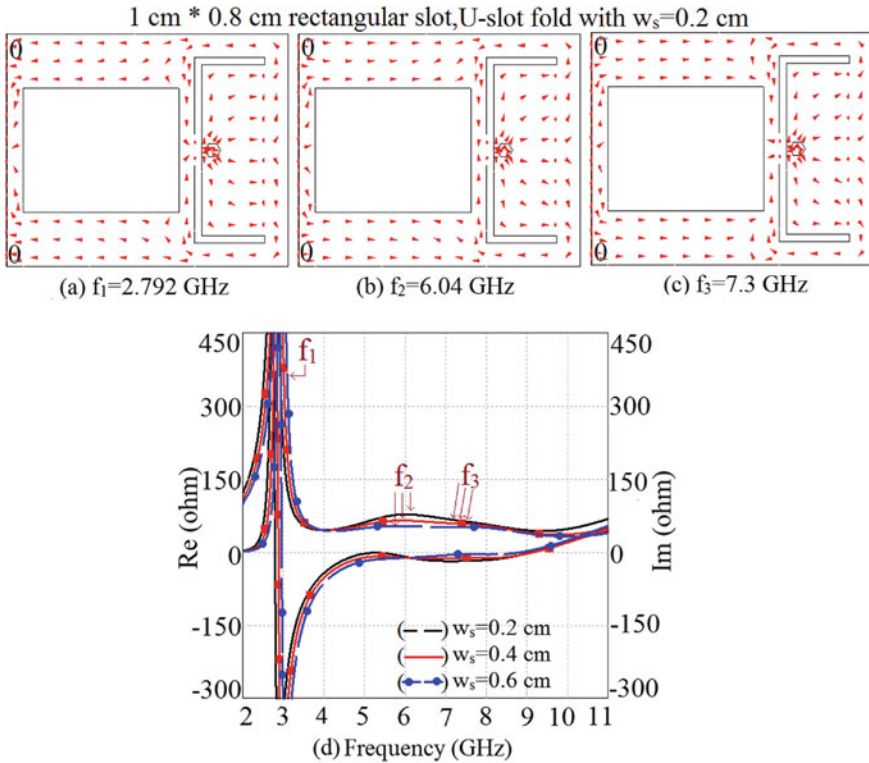 1 cm * 0.8 cm rectangular slot,U-slot fold with wₛ=0.2 cm
0 0 0
0 0 0
(a) f₁=2.792 GHz (b) f₂=6.04 GHz (c) f₃=7.3 GHz
450 450
f₁
300 300
150 150
f₂ f₃
Re (ohm) Im (ohm)
0 0
-150 -150
(— —) wₛ=0.2 cm
(——) wₛ=0.4 cm
(•—•) wₛ=0.6 cm
-300 -300
2 3 4 5 6 7 8 9 10 11
(d) Frequency (GHz)